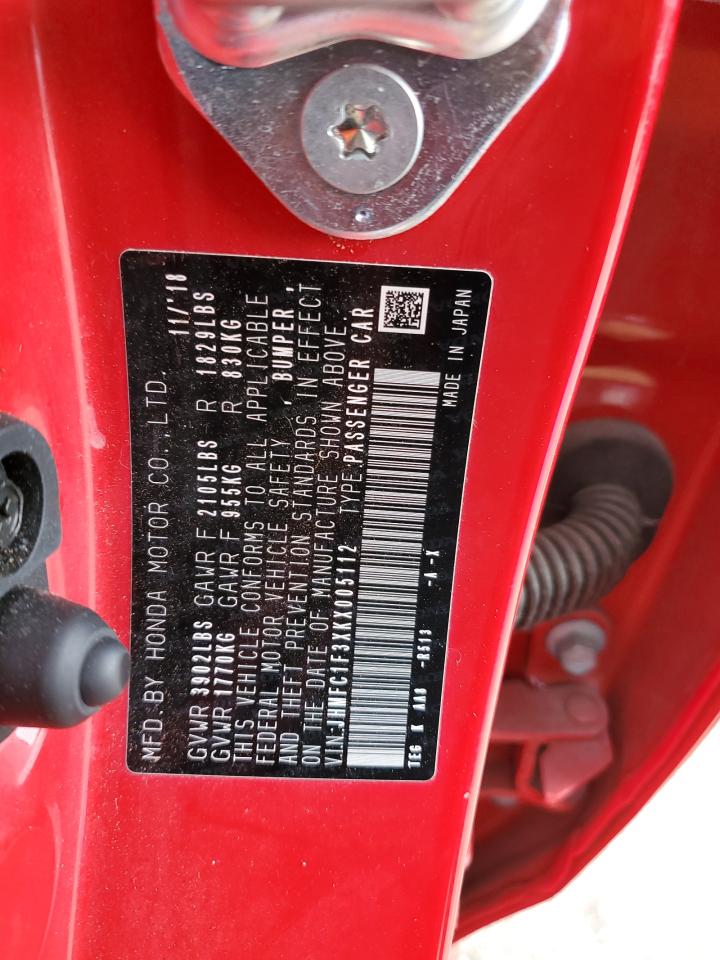 MFD.BY HONDA MOTOR CO.,LTD. 11/'18
GVWR 3902LBS GAWR F 2105LBS R 1829LBS
GVWR 1770KG GAWR F 955KG R 830KG
THIS VEHICLE CONFORMS TO ALL APPLICABLE
FEDERAL MOTOR VEHICLE SAFETY , BUMPER ,
AND THEFT PREVENTION STANDARDS IN EFFECT
ON THE DATE OF MANUFACTURE SHOWN ABOVE.
V.I.N:JHMFC1F3XKX005112 TYPE:PASSENGER CAR
TEG K -R513 -A-X
MADE IN JAPAN